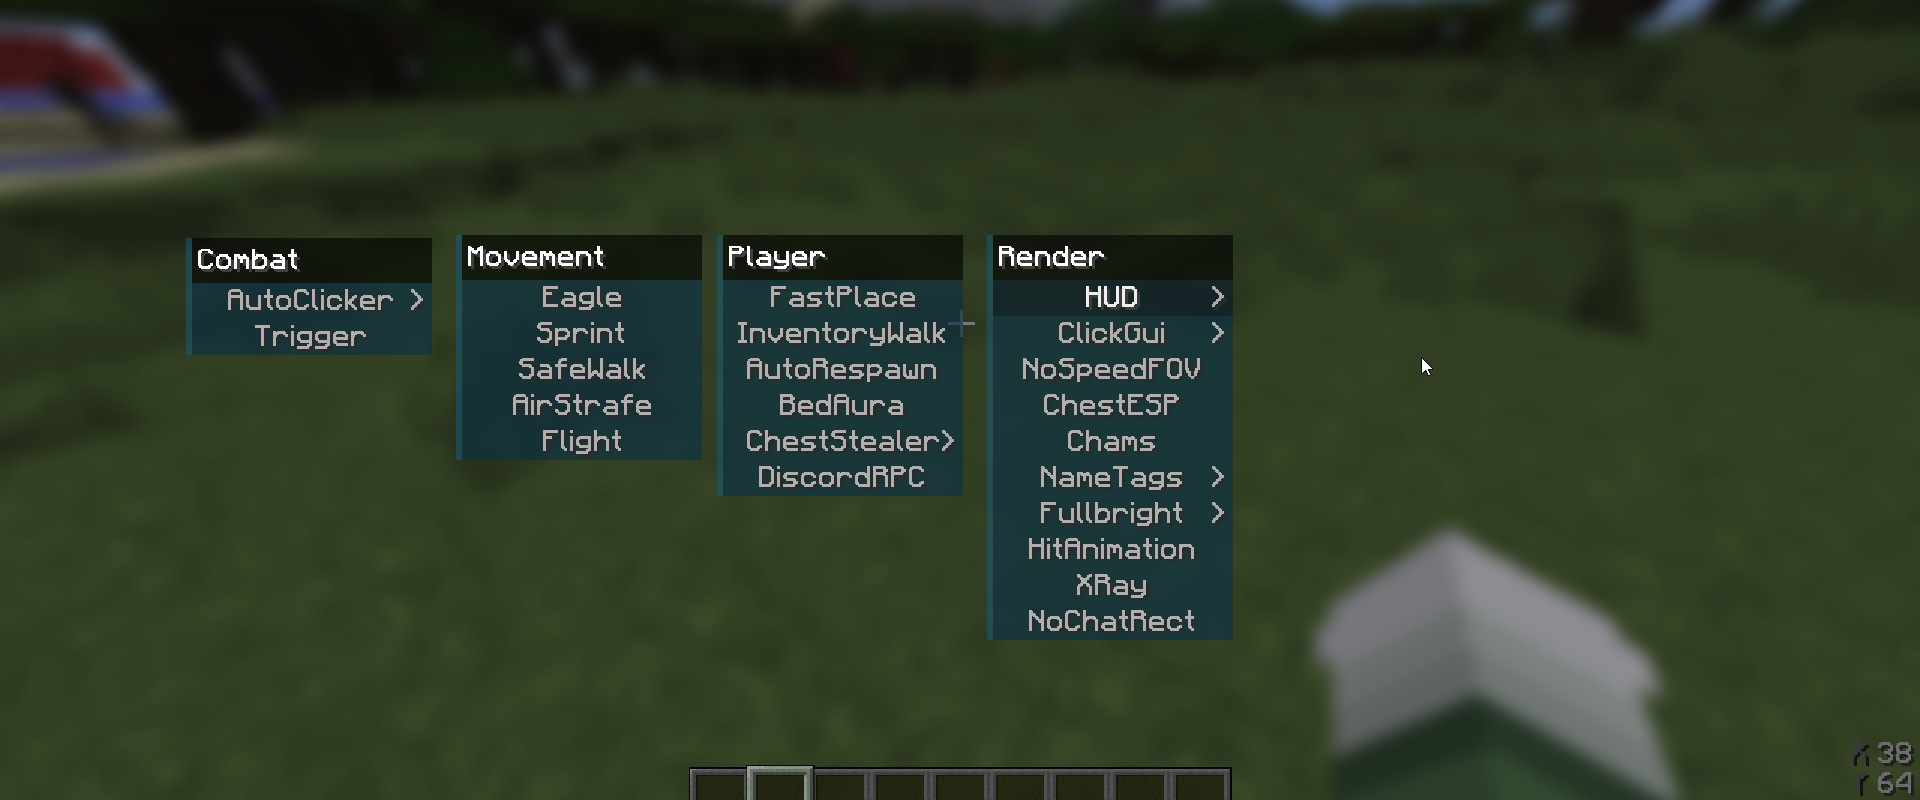 Combat
AutoClicker >
Trigger
Movement
Eagle
Sprint
SafeWalk
AirStrafe
Flight
Player
FastPlace
InventoryWalk
AutoRespawn
BedAura
ChestStealer>
DiscordRPC
Render
HUD >
ClickGui >
NoSpeedFOV
ChestESP
Chams
NameTags >
Fullbright >
HitAnimation
XRay
NoChatRect
X 38
Y 64